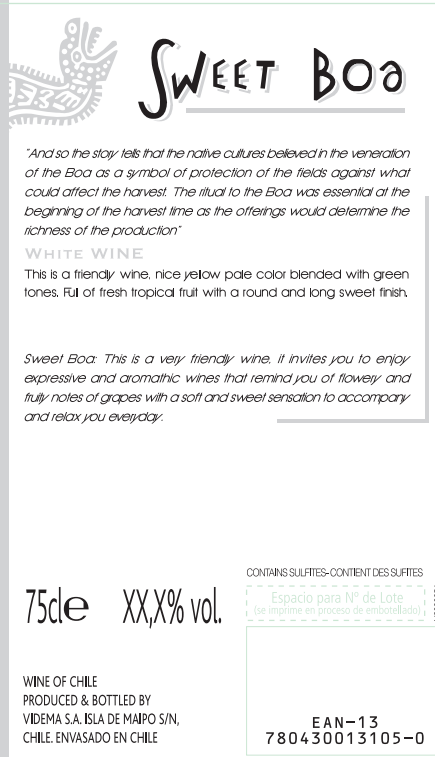 SWEET BOa
"And so the story tells that the native cultures believed in the veneration
of the Boa as a symbol of protection of the fields against what
could affect the harvest. The ritual to the Boa was essential at the
beginning of the harvest time as the offerings would determine the
richness of the production"
WHITE WINE
This is a friendly wine, nice yellow pale color blended with green
tones. Ful of fresh tropical fruit with a round and long sweet finish.
Sweet Boa: This is a very friendly wine, it invites you to enjoy
expressive and aromathic wines that remind you of flowery and
fruity notes of grapes with a soft and sweet sensation to accompany
and relax you everyday.
CONTAINS SULFITES-CONTIENT DES SUFITES
Espacio para Nº de Lote
(se imprime en proceso de embotellado)
75cle XX,X% vol.
WINE OF CHILE
PRODUCED & BOTTLED BY
VIDEMA S.A. ISLA DE MAIPO S/N,
CHILE. ENVASADO EN CHILE
EAN-13
780430013105-0